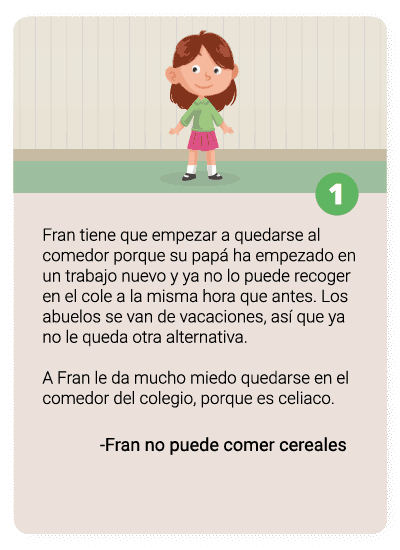 1
Fran tiene que empezar a quedarse al
comedor porque su papá ha empezado en
un trabajo nuevo y ya no lo puede recoger
en el cole a la misma hora que antes. Los
abuelos se van de vacaciones, así que ya
no le queda otra alternativa.
A Fran le da mucho miedo quedarse en el
comedor del colegio, porque es celiaco.
-Fran no puede comer cereales